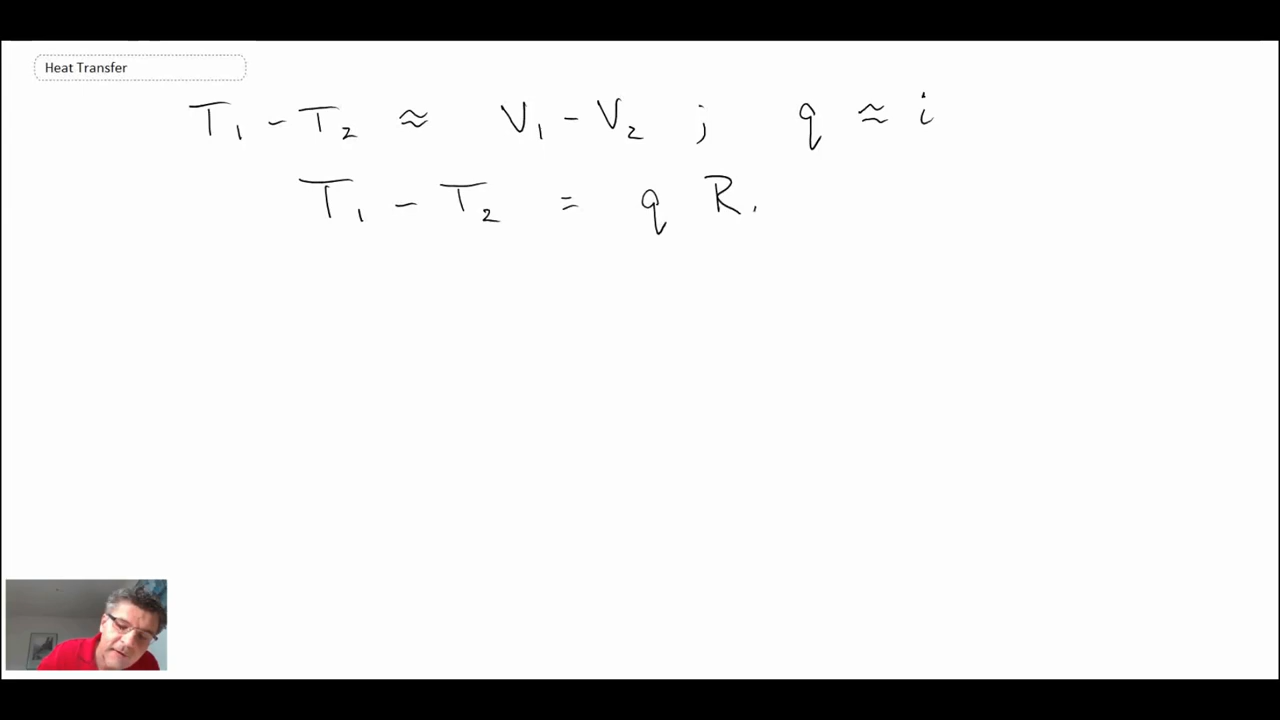 Heat Transfer
T₁ - T₂ ≈ V₁ - V₂ ; q ≈ i
T₁ - T₂ = q R.